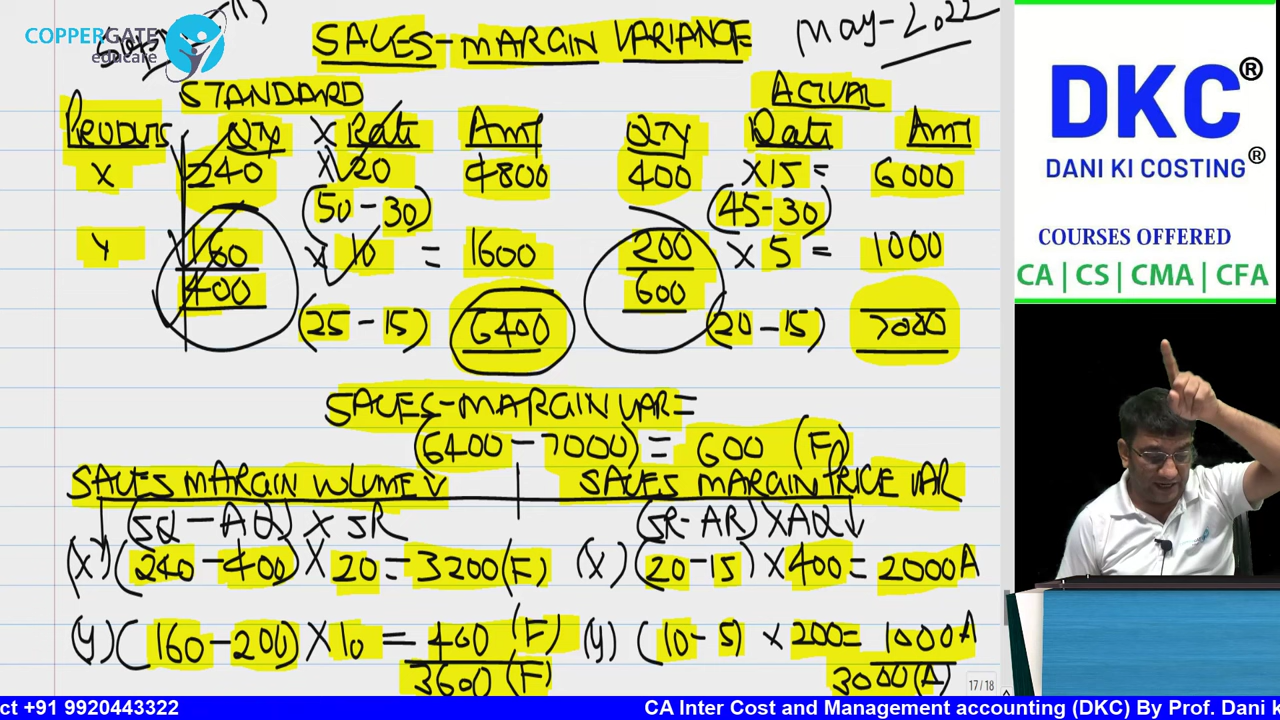 COPPERGATE
educate
SALES-MARGIN VARIANCE
May-2022
STANDARD
ACTUAL
Products Qty X Rate Amt Qty Rate Amt
X 240 X 20 4800 400 X15 = 6000
(50-30) (45-30)
Y 160 X 10 = 1600 200 X 5 = 1000
400 600
(25-15) 6400 (20-15) 7000
SALES-MARGIN VAR=
(6400-7000) = 600 (F)
SALES MARGIN VOLUME V
SALES MARGIN PRICE VAR
(SQ-AQ) X SR
(SR-AR) X AQ
(X) (240-400) X 20 = 3200 (F)
(X) (20-15) X 400 = 2000 A
(Y) (160-200) X 10 = 400 (F)
(Y) (10-5) X 200 = 1000 A
3600 (F)
3000 (A)
17/18
DKC®
DANI KI COSTING®
COURSES OFFERED
CA | CS | CMA | CFA
ct +91 9920443322
CA Inter Cost and Management accounting (DKC) By Prof. Dani K